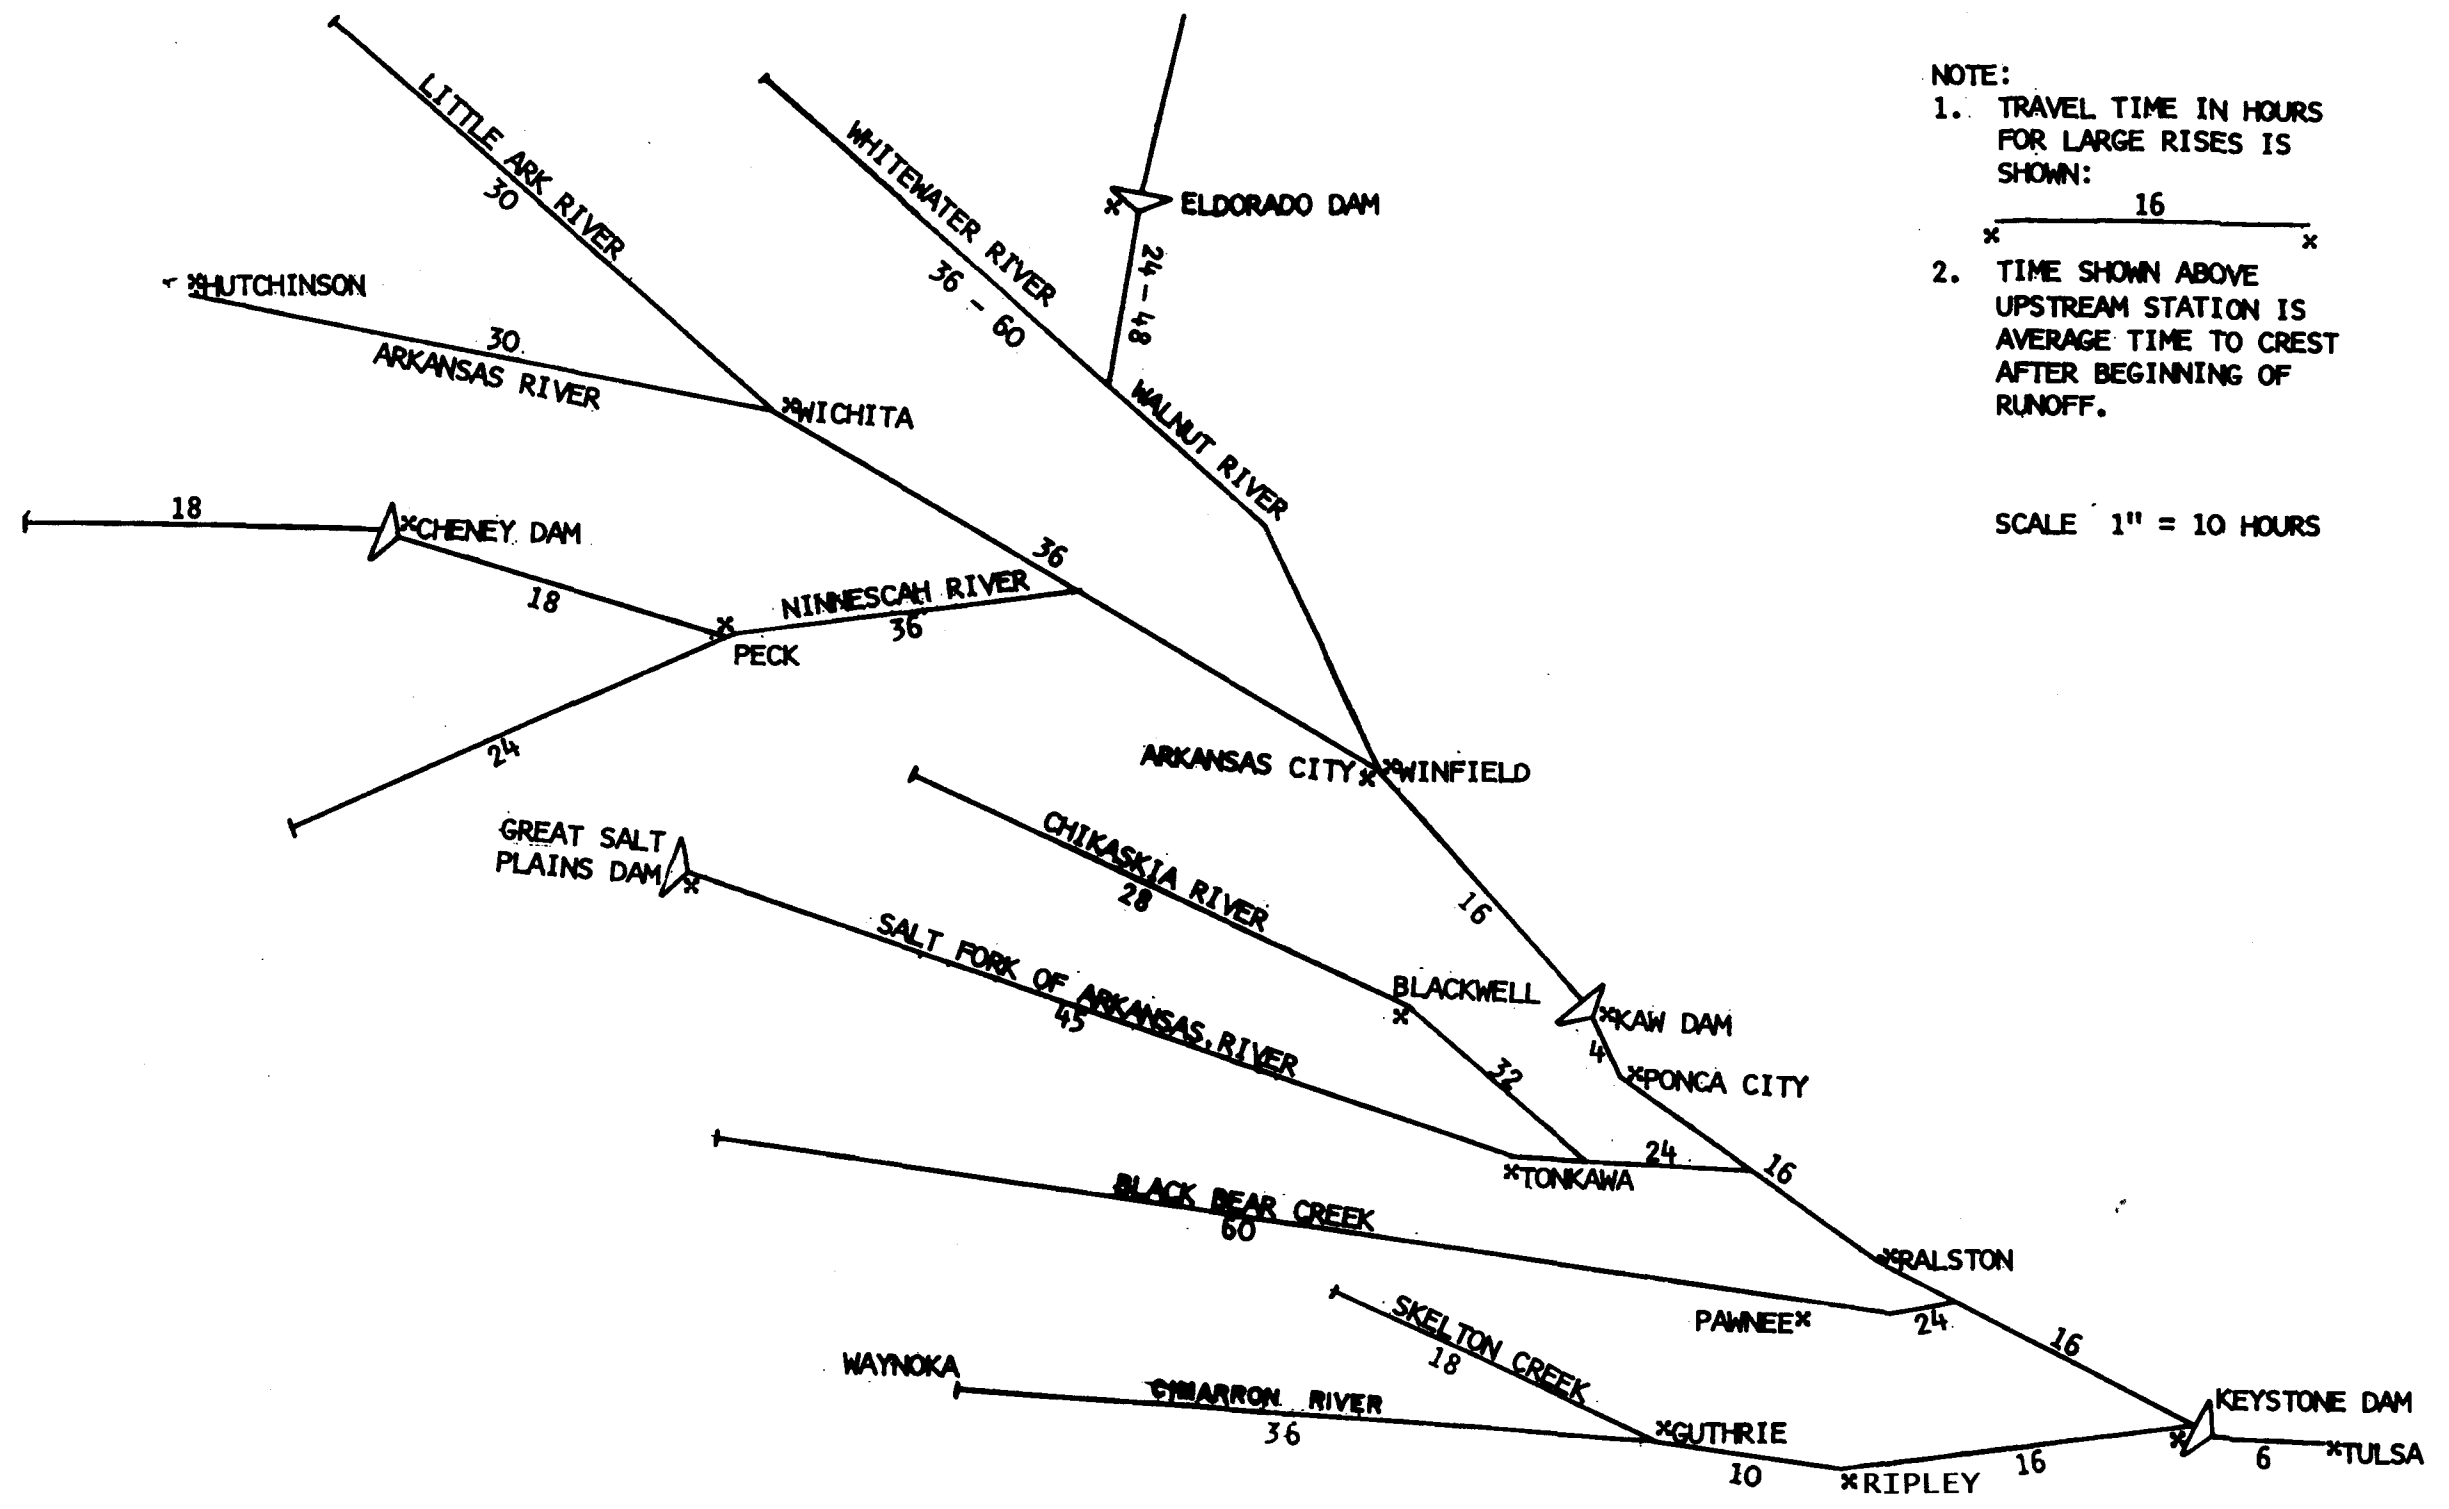 NOTE:
1. TRAVEL TIME IN HOURS
FOR LARGE RISES IS
SHOWN:
16
2. TIME SHOWN ABOVE
UPSTREAM STATION IS
AVERAGE TIME TO CREST
AFTER BEGINNING OF
RUNOFF.
SCALE 1" = 10 HOURS
LITTLE ARK RIVER
30
WHITEWATER RIVER
36 - 60
ELDORADO DAM
24-48
HUTCHINSON
30
ARKANSAS RIVER
WICHITA
WALNUT RIVER
18
CHENEY DAM
18
36
NINNESCAH RIVER
36
PECK
24
ARKANSAS CITY
WINFIELD
GREAT SALT
PLAINS DAM
CHIKASKIA RIVER
28
16
SALT FORK OF ARKANSAS RIVER
45
BLACKWELL
KAW DAM
4
32
PONCA CITY
24
16
TONKAWA
BLACK BEAR CREEK
60
RALSTON
PAWNEE
24
SKELTON CREEK
18
16
WAYNOKA
CIMARRON RIVER
36
GUTHRIE
KEYSTONE DAM
10
RIPLEY
16
6
TULSA